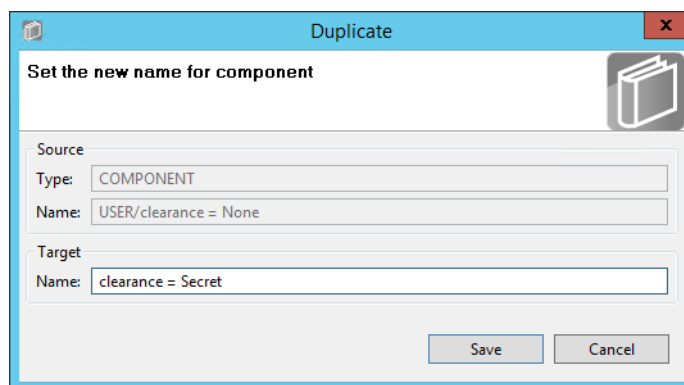 Duplicate
x
Set the new name for component
Source
Type: COMPONENT
Name: USER/clearance = None
Target
Name: clearance = Secret
Save Cancel